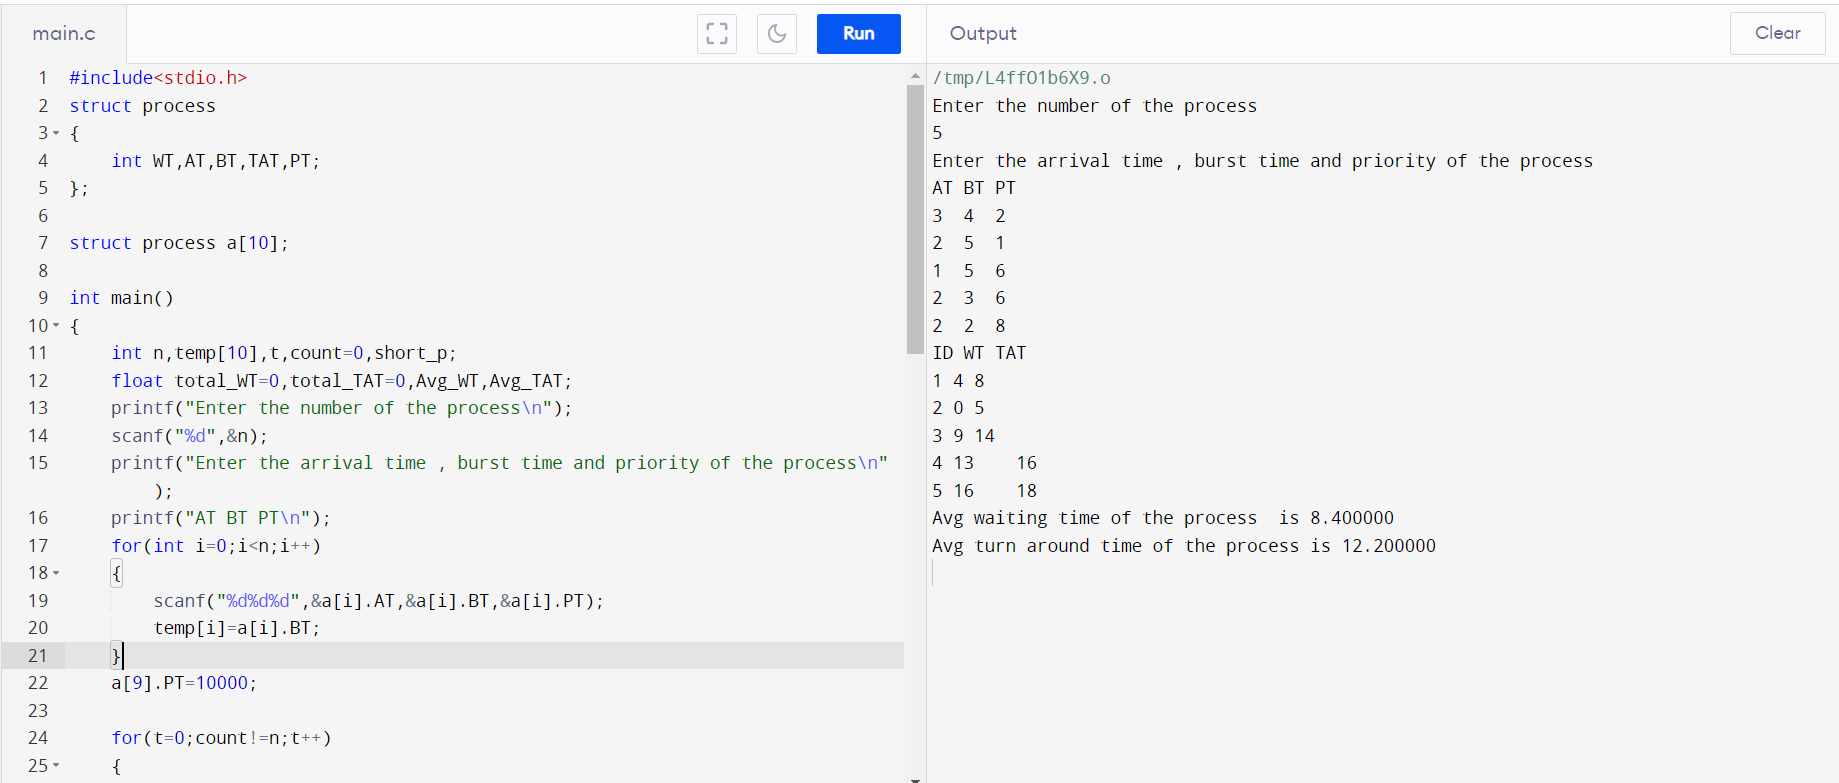 main.c
Run
1 #include<stdio.h>
2 struct process
3 {
4 int WT,AT,BT,TAT,PT;
5 };
6
7 struct process a[10];
8
9 int main()
10 {
11 int n,temp[10],t,count=0,short_p;
12 float total_WT=0,total_TAT=0,Avg_WT,Avg_TAT;
13 printf("Enter the number of the process\n");
14 scanf("%d",&n);
15 printf("Enter the arrival time , burst time and priority of the process\n"
);
16 printf("AT BT PT\n");
17 for(int i=0;i<n;i++)
18 {
19 scanf("%d%d%d",&a[i].AT,&a[i].BT,&a[i].PT);
20 temp[i]=a[i].BT;
21 }
22 a[9].PT=10000;
23
24 for(t=0;count!=n;t++)
25 {
Output
Clear
/tmp/L4ffO1b6X9.o
Enter the number of the process
5
Enter the arrival time , burst time and priority of the process
AT BT PT
3 4 2
2 5 1
1 5 6
2 3 6
2 2 8
ID WT TAT
1 4 8
2 0 5
3 9 14
4 13 16
5 16 18
Avg waiting time of the process  is 8.400000
Avg turn around time of the process is 12.200000